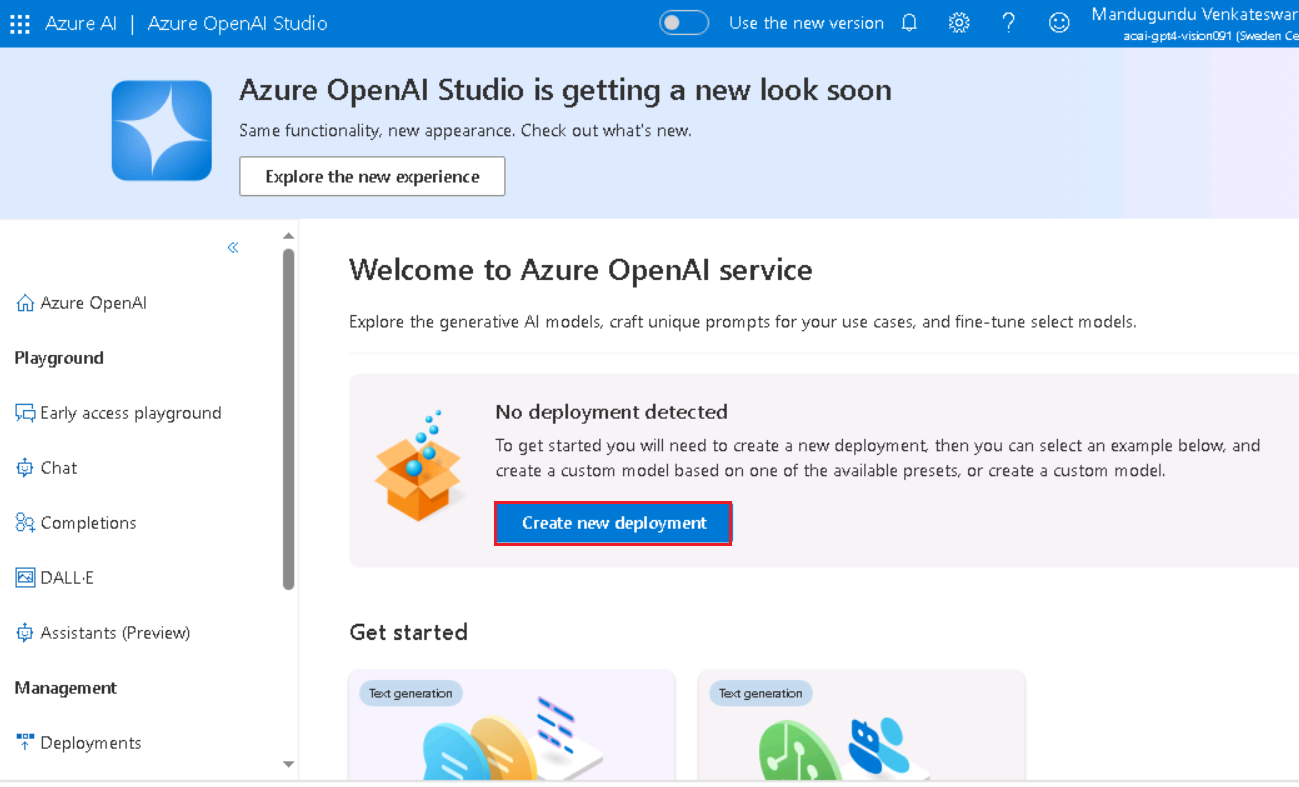 Azure AI | Azure OpenAI Studio
Use the new version
Mandugundu Venkateswar
aoai-gpt4-vision091 (Sweden Ce
Azure OpenAI Studio is getting a new look soon
Same functionality, new appearance. Check out what's new.
Explore the new experience
Azure OpenAI
Playground
Early access playground
Chat
Completions
DALL·E
Assistants (Preview)
Management
Deployments
Welcome to Azure OpenAI service
Explore the generative AI models, craft unique prompts for your use cases, and fine-tune select models.
No deployment detected
To get started you will need to create a new deployment, then you can select an example below, and
create a custom model based on one of the available presets, or create a custom model.
Create new deployment
Get started
Text generation
Text generation